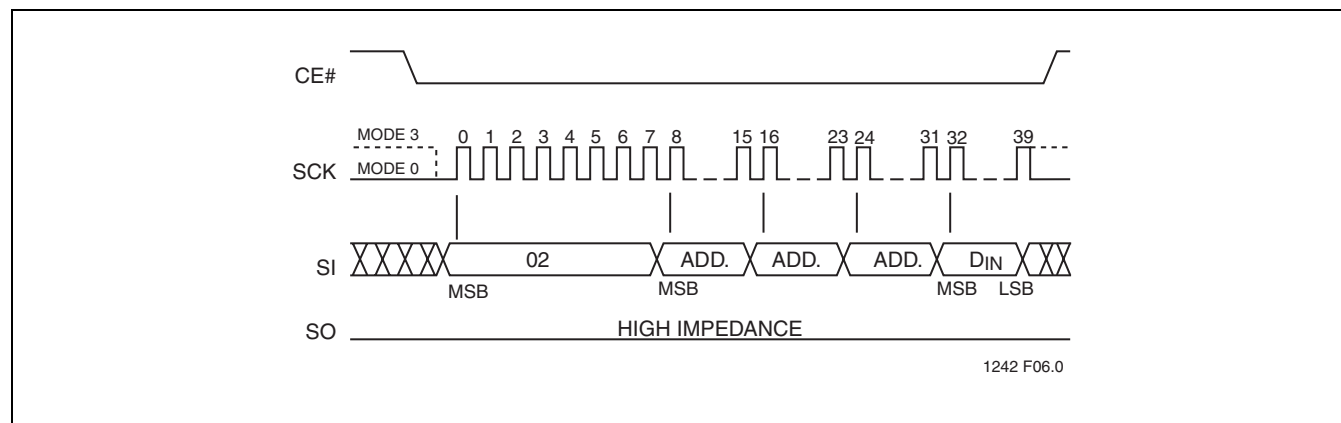 CE#
MODE 3
0 1 2 3 4 5 6 7 8 15 16 23 24 31 32 39
SCK
MODE 0
SI
02 ADD. ADD. ADD. DIN
MSB MSB MSB LSB
SO
HIGH IMPEDANCE
1242 F06.0